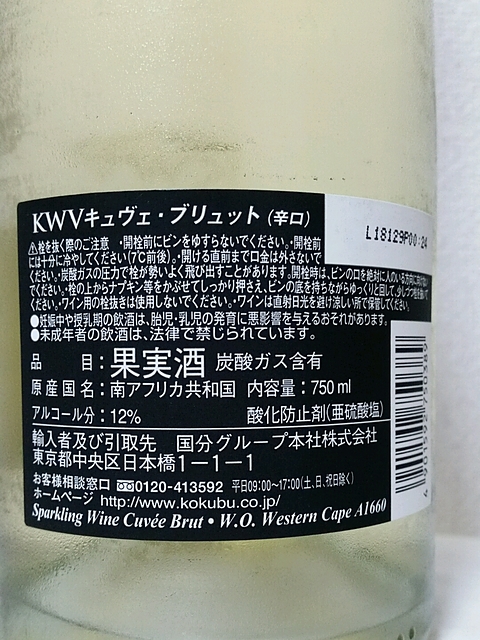 KWVキュヴェ・ブリュット(辛口)
L18129P00:24
⚠栓を抜く際のご注意 ・開栓前にビンをゆすらないでください。・開栓前
には十分に冷やしてください(7℃前後)。・開ける直前まで口金は外さないで
ください。・炭酸ガスの圧力で栓が勢いよく飛び出すことがあります。開栓時は、ビンの口を絶対に人のいる方向に向けないで
ください。・栓の上からナプキン等をかぶせてしっかり押さえ、ビンの底を持ちながらゆっくりと回して、少しずつ栓を抜いて
ください。・ワイン用の栓抜きは使用しないでください。・ワインは直射日光を避け涼しい所で保管してください。
●妊娠中や授乳期の飲酒は、胎児・乳児の発育に悪影響を与えるおそれがあります。
●未成年者の飲酒は、法律で禁じられています。
品 目:果実酒 炭酸ガス含有
原産国名:南アフリカ共和国 内容量:750 ml
アルコール分:12% 酸化防止剤(亜硫酸塩)
輸入者及び引取先 国分グループ本社株式会社
東京都中央区日本橋1-1-1
お客様相談窓口 0120-413592 平日09:00~17:00(土、日、祝日除く)
ホームページ http://www.kokubu.co.jp/
Sparkling Wine Cuvée Brut • W.O. Western Cape A1660